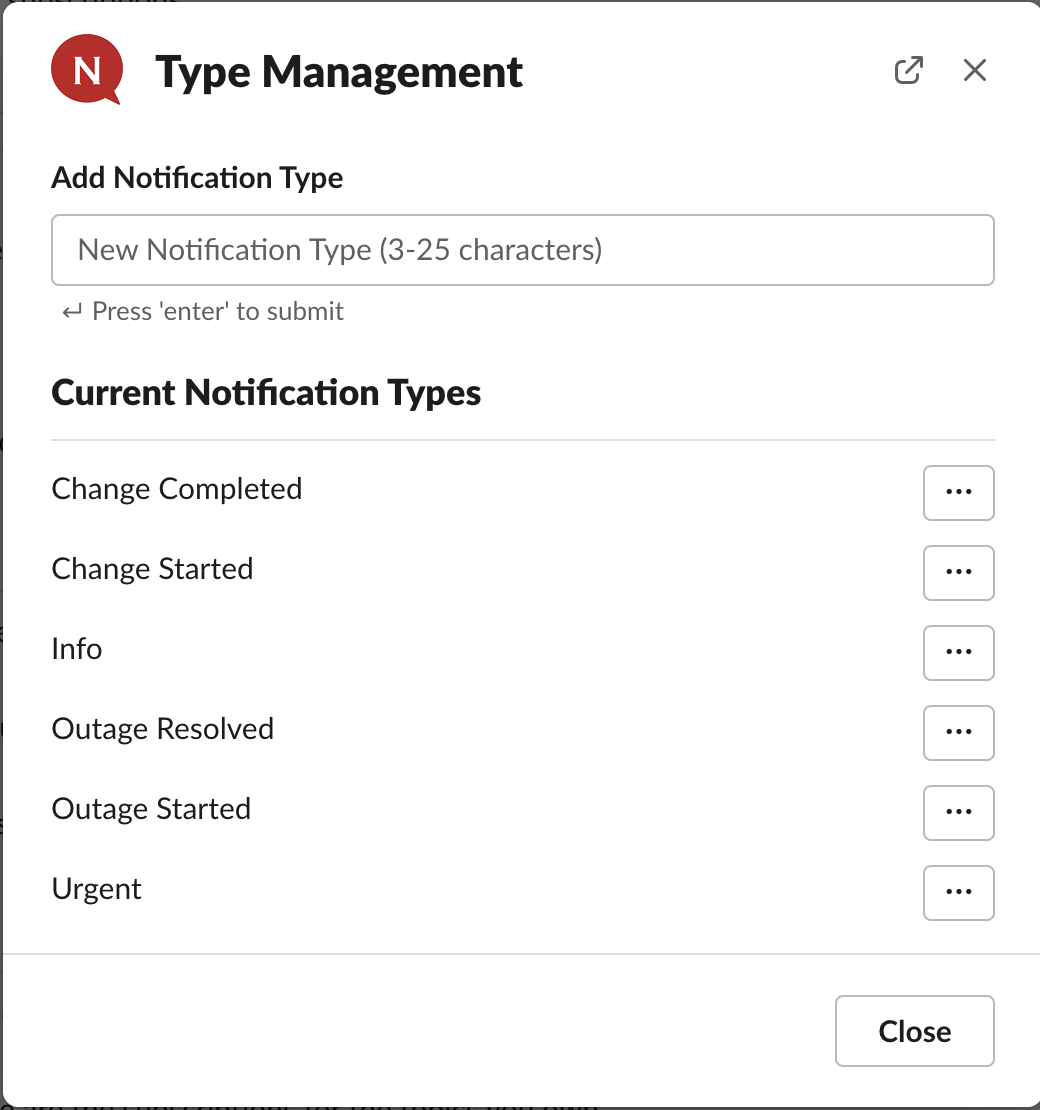 N
Type Management
Add Notification Type
New Notification Type (3-25 characters)
↵ Press 'enter' to submit
Current Notification Types
Change Completed
...
Change Started
...
Info
...
Outage Resolved
...
Outage Started
...
Urgent
...
Close